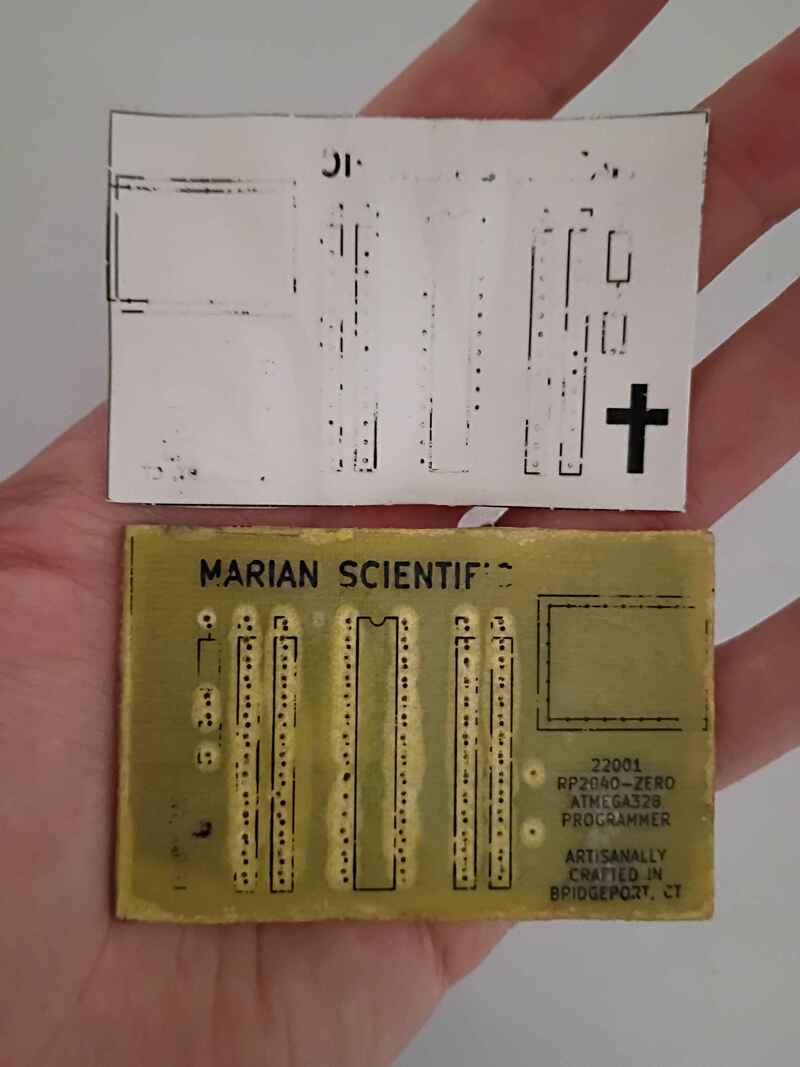 MARIAN SCIENTIFIC
22001
RP2040-ZERO
ATMEGA328
PROGRAMMER
ARTISANALLY
CRAFTED IN
BRIDGEPORT, CT